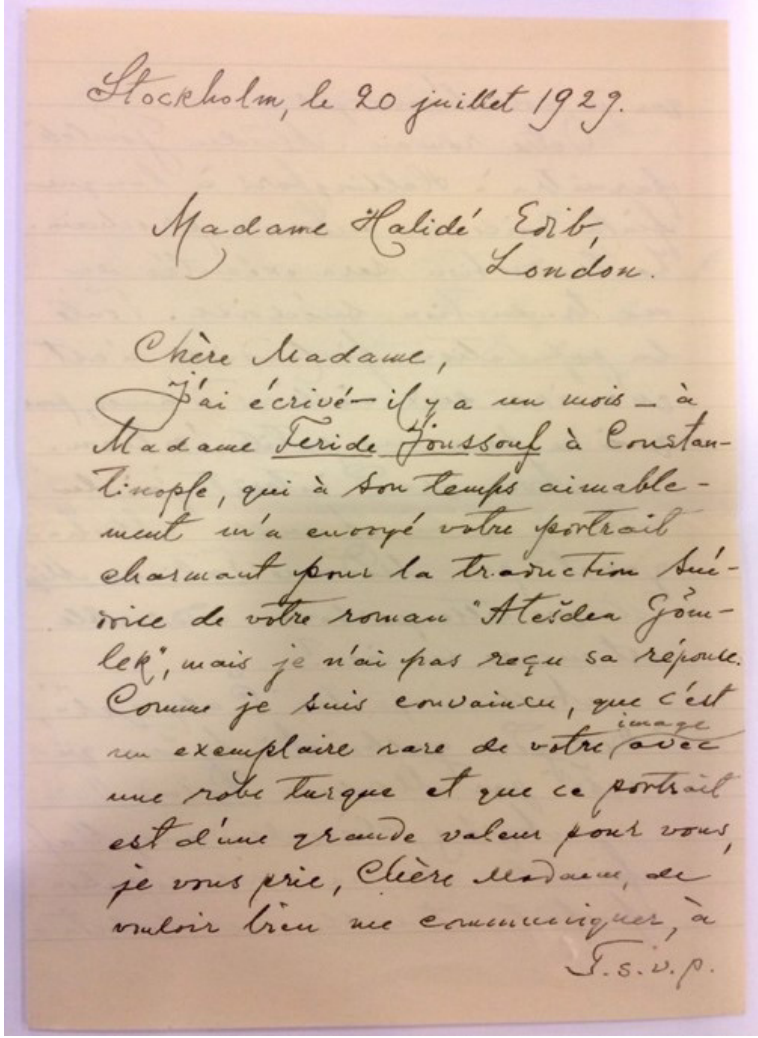 Stockholm, le 20 juillet 1929.
Madame Halidé Edib,
London.
Chère Madame,
J'ai écrivé — il y a un mois — à
Madame Feride Joussouf à Constan-
tinople, qui à son temps aimable-
ment m'a envoyé votre portrait
charmant pour la traduction sué-
doise de votre roman "Atešden Gŏm-
lek", mais je n'ai pas reçu sa réponse.
Comme je suis convaincu, que c'est
un exemplaire rare de votre image avec
une robe turque et que ce portrait
est d'une grande valeur pour vous,
je vous prie, Chère Madame, de
vouloir bien me communiquer, à
T.s.v.p.